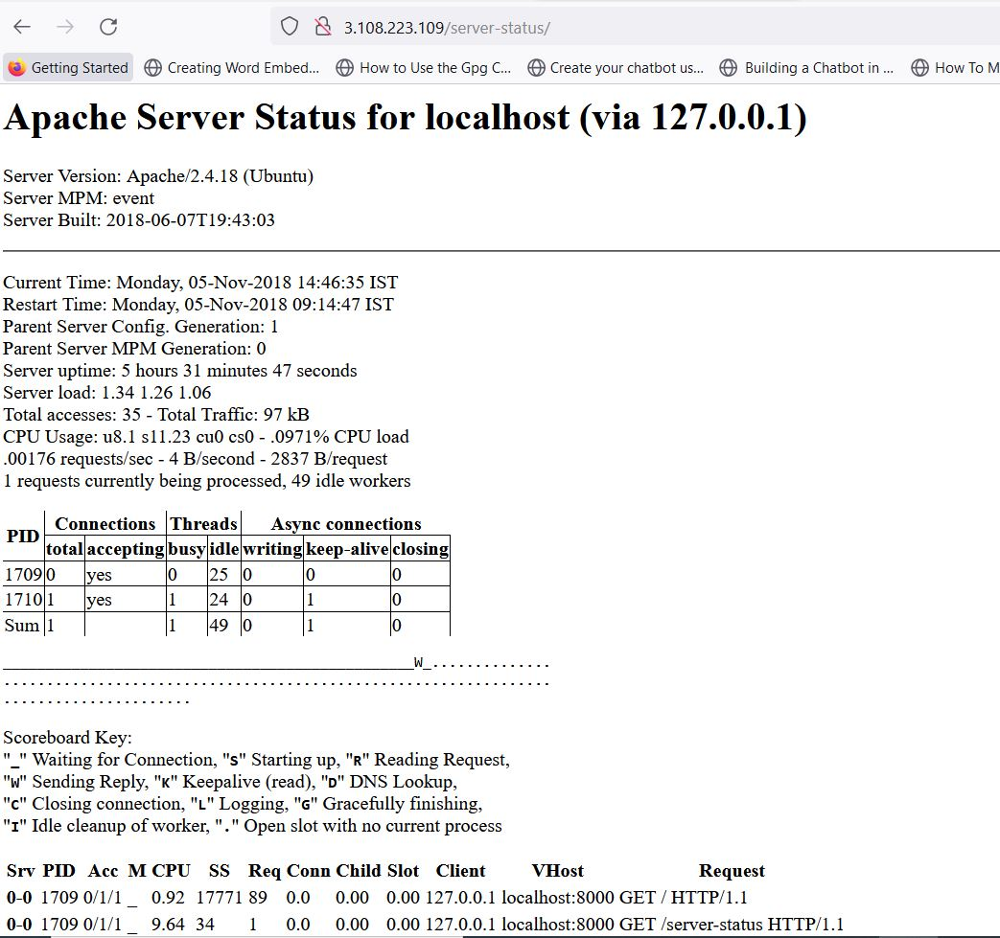 3.108.223.109/server-status/
Getting Started Creating Word Embed... How to Use the Gpg C... Create your chatbot us... Building a Chatbot in ... How To M
Apache Server Status for localhost (via 127.0.0.1)
Server Version: Apache/2.4.18 (Ubuntu)
Server MPM: event
Server Built: 2018-06-07T19:43:03
Current Time: Monday, 05-Nov-2018 14:46:35 IST
Restart Time: Monday, 05-Nov-2018 09:14:47 IST
Parent Server Config. Generation: 1
Parent Server MPM Generation: 0
Server uptime: 5 hours 31 minutes 47 seconds
Server load: 1.34 1.26 1.06
Total accesses: 35 - Total Traffic: 97 kB
CPU Usage: u8.1 s11.23 cu0 cs0 - .0971% CPU load
.00176 requests/sec - 4 B/second - 2837 B/request
1 requests currently being processed, 49 idle workers
PID Connections Threads Async connections
total accepting busy idle writing keep-alive closing
1709 0 yes 0 25 0 0 0
1710 1 yes 1 24 0 1 0
Sum 1 1 49 0 1 0
________________________________________________W_..............
................................................................
......................
Scoreboard Key:
"_" Waiting for Connection, "S" Starting up, "R" Reading Request,
"W" Sending Reply, "K" Keepalive (read), "D" DNS Lookup,
"C" Closing connection, "L" Logging, "G" Gracefully finishing,
"I" Idle cleanup of worker, "." Open slot with no current process
Srv PID Acc M CPU SS Req Conn Child Slot Client VHost Request
0-0 1709 0/1/1 _ 0.92 17771 89 0.0 0.00 0.00 127.0.0.1 localhost:8000 GET / HTTP/1.1
0-0 1709 0/1/1 _ 9.64 34 1 0.0 0.00 0.00 127.0.0.1 localhost:8000 GET /server-status HTTP/1.1